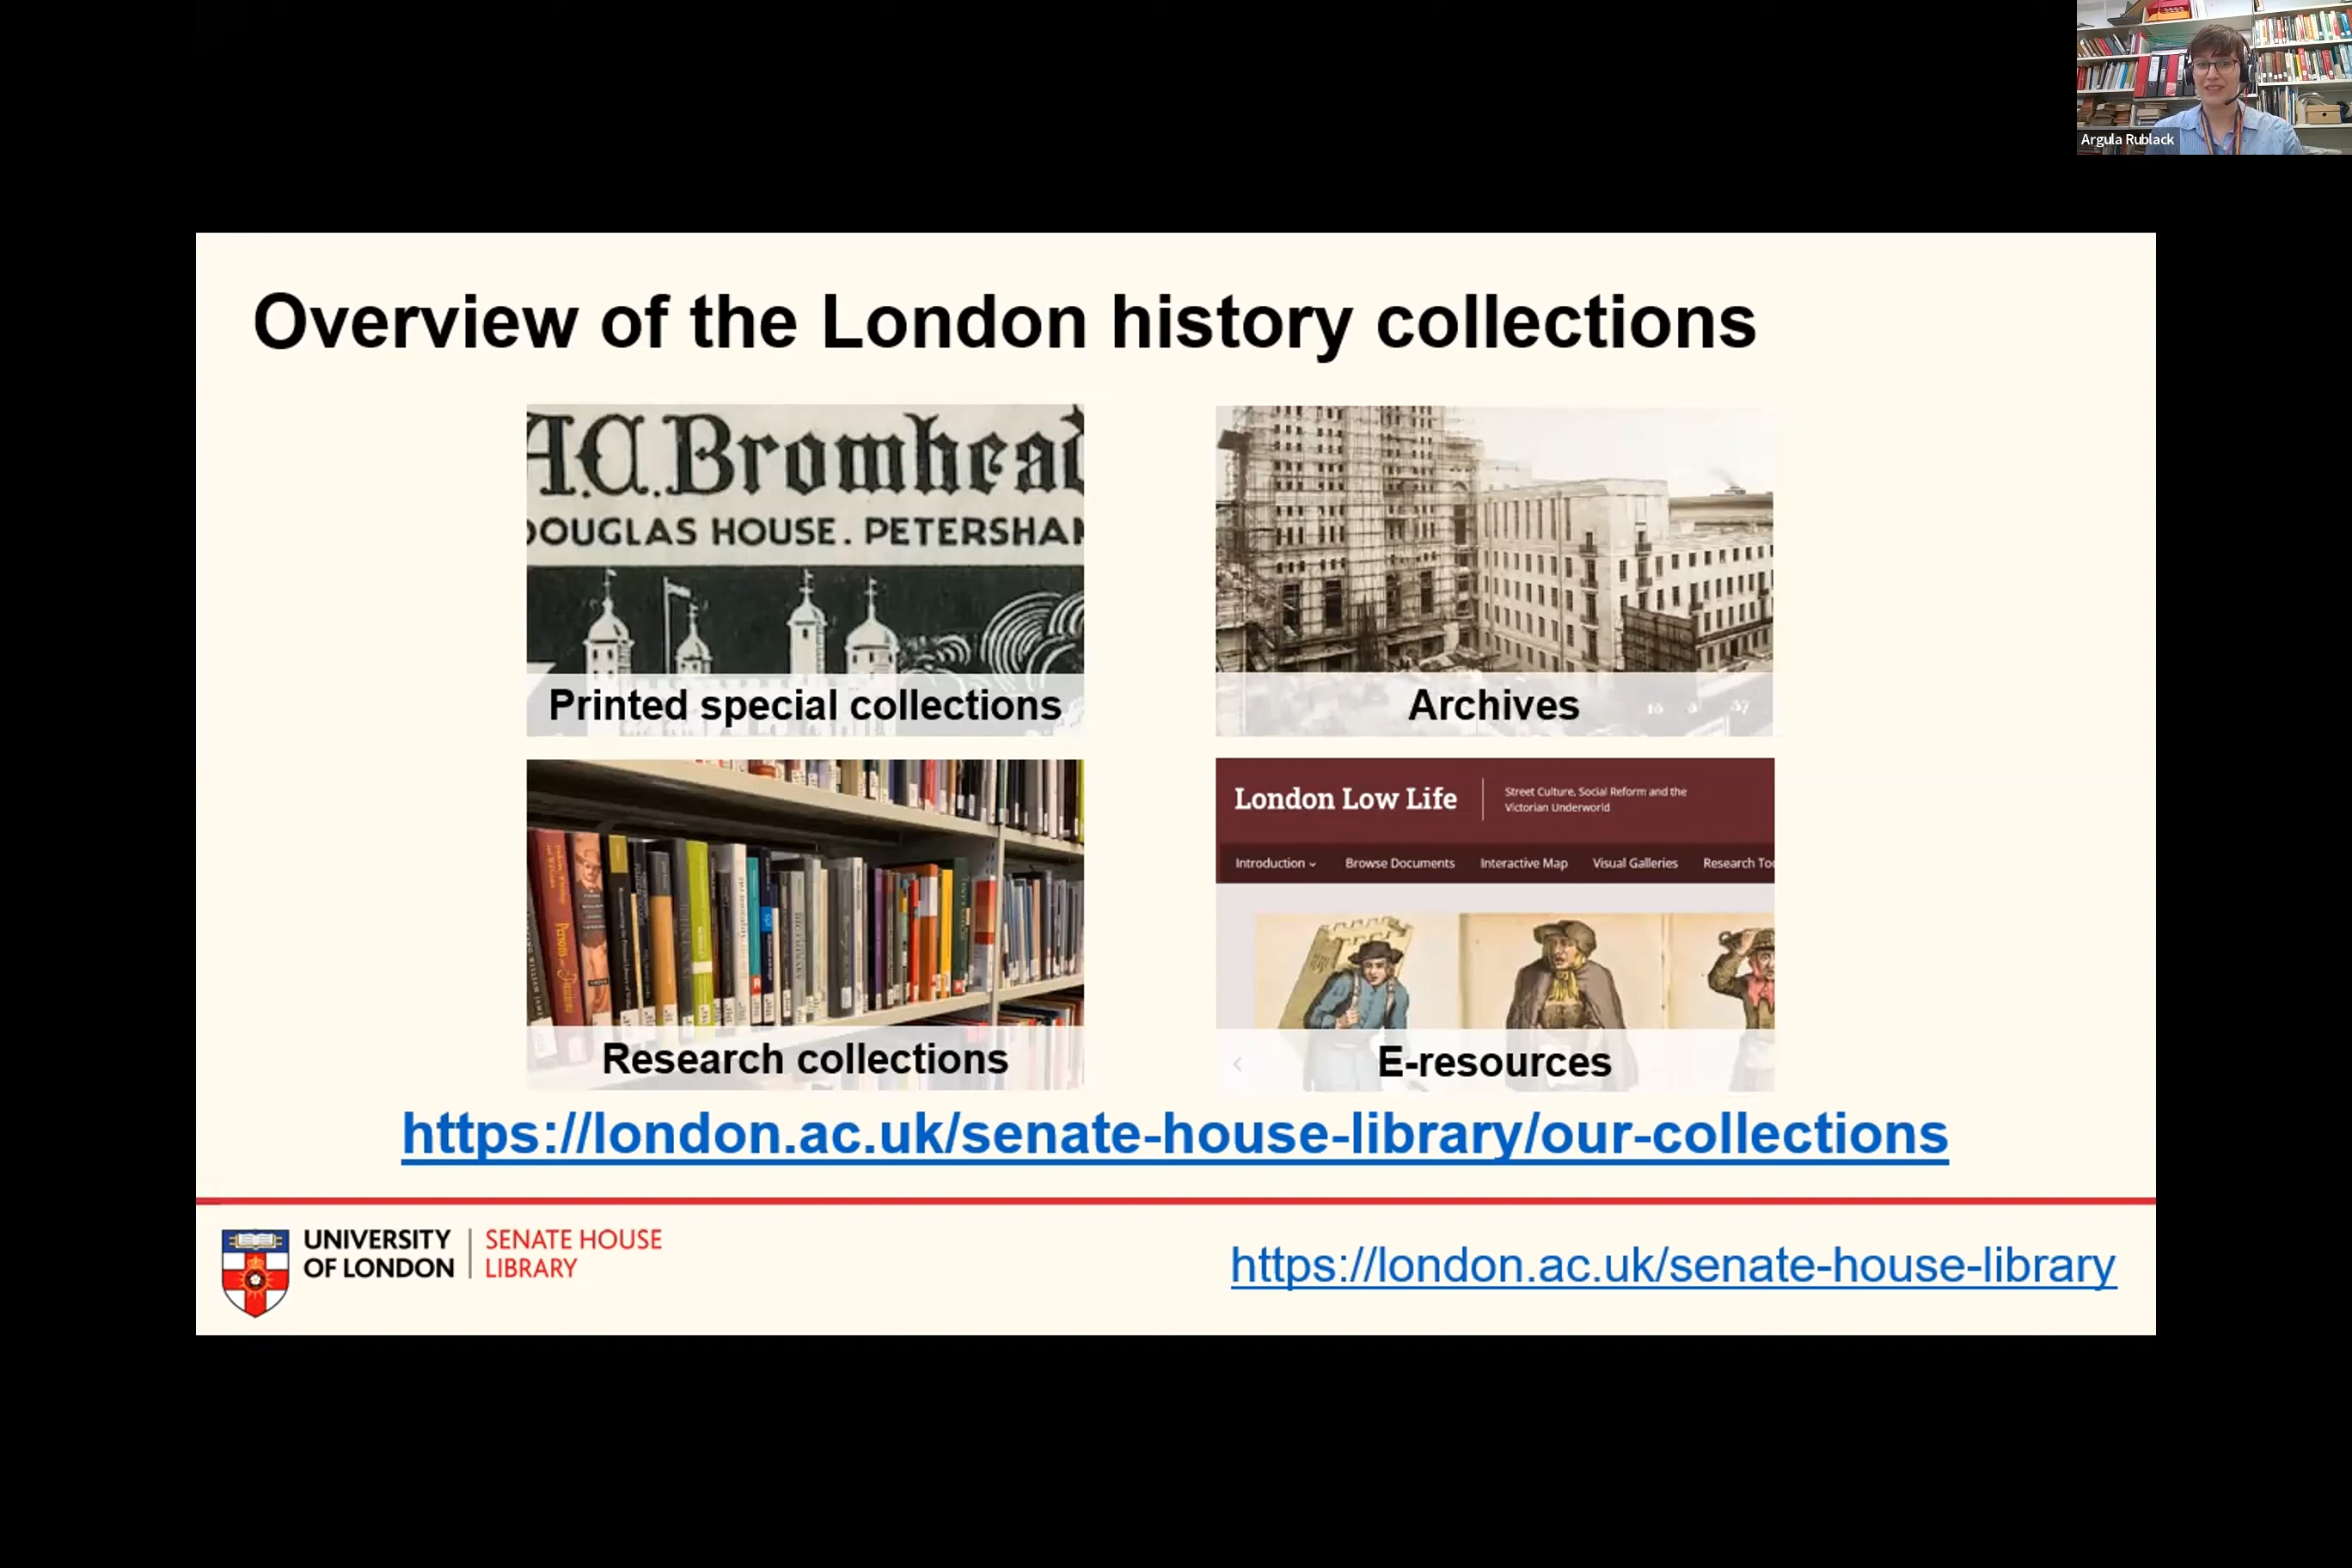 Argula Rublack
Overview of the London history collections
A.C. Bromhead
DOUGLAS HOUSE. PETERSHAM
Printed special collections
Archives
Research collections
London Low Life
Street Culture, Social Reform and the
Victorian Underworld
Introduction
Browse Documents
Interactive Map
Visual Galleries
Research Too
E-resources
https://london.ac.uk/senate-house-library/our-collections
UNIVERSITY
OF LONDON
SENATE HOUSE
LIBRARY
https://london.ac.uk/senate-house-library